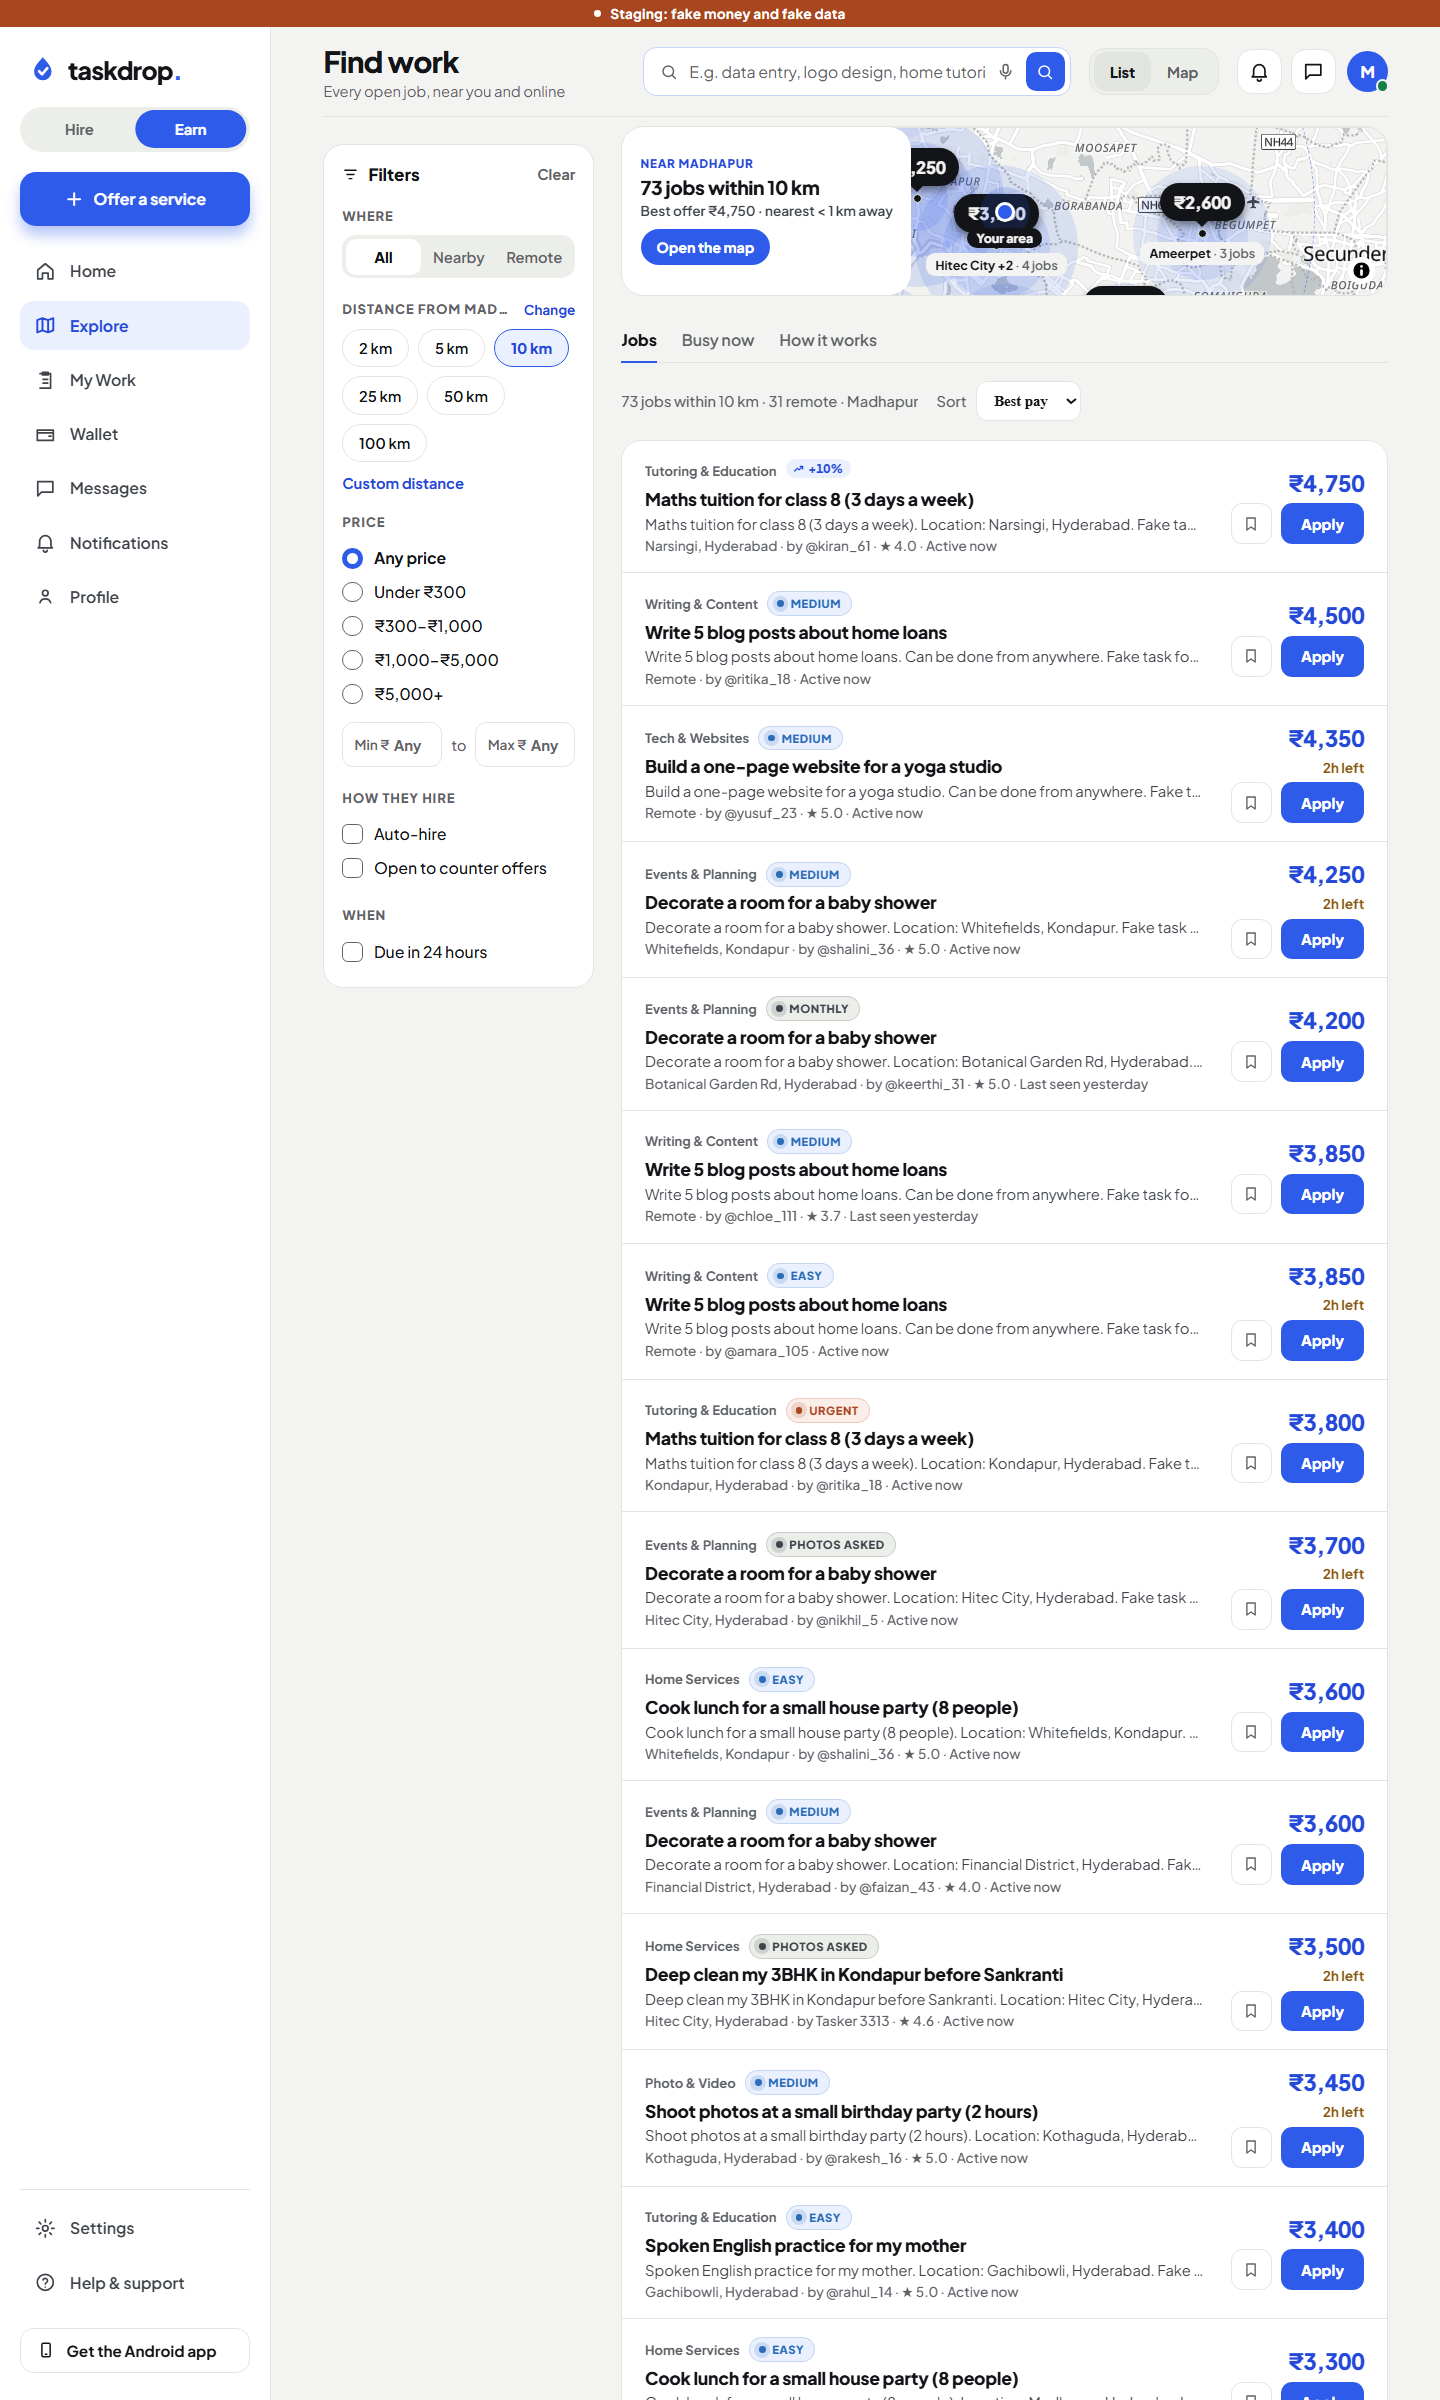 Staging: fake money and fake data
taskdrop.
Hire
Earn
Offer a service
Home
Explore
My Work
Wallet
Messages
Notifications
Profile
Settings
Help & support
Get the Android app
Find work
Every open job, near you and online
E.g. data entry, logo design, home tutori
List
Map
M
Filters
Clear
WHERE
All
Nearby
Remote
DISTANCE FROM MAD…
Change
2 km
5 km
10 km
25 km
50 km
100 km
Custom distance
PRICE
Any price
Under ₹300
₹300–₹1,000
₹1,000–₹5,000
₹5,000+
Min ₹ Any
to
Max ₹ Any
HOW THEY HIRE
Auto-hire
Open to counter offers
WHEN
Due in 24 hours
NEAR MADHAPUR
73 jobs within 10 km
Best offer ₹4,750 · nearest < 1 km away
Open the map
MOOSAPET
NH44
,250
APUR
BORABANDA
₹2,600
BEGUMPET
Your area
Hitec City +2 · 4 jobs
Ameerpet · 3 jobs
Secunder
BOIGUDA
Jobs
Busy now
How it works
73 jobs within 10 km · 31 remote · Madhapur
Sort
Best pay
Tutoring & Education
+10%
Maths tuition for class 8 (3 days a week)
Maths tuition for class 8 (3 days a week). Location: Narsingi, Hyderabad. Fake ta…
Narsingi, Hyderabad · by @kiran_61 · ★ 4.0 · Active now
₹4,750
Apply
Writing & Content
MEDIUM
Write 5 blog posts about home loans
Write 5 blog posts about home loans. Can be done from anywhere. Fake task fo…
Remote · by @ritika_18 · Active now
₹4,500
Apply
Tech & Websites
MEDIUM
Build a one-page website for a yoga studio
Build a one-page website for a yoga studio. Can be done from anywhere. Fake t…
Remote · by @yusuf_23 · ★ 5.0 · Active now
₹4,350
2h left
Apply
Events & Planning
MEDIUM
Decorate a room for a baby shower
Decorate a room for a baby shower. Location: Whitefields, Kondapur. Fake task …
Whitefields, Kondapur · by @shalini_36 · ★ 5.0 · Active now
₹4,250
2h left
Apply
Events & Planning
MONTHLY
Decorate a room for a baby shower
Decorate a room for a baby shower. Location: Botanical Garden Rd, Hyderabad.…
Botanical Garden Rd, Hyderabad · by @keerthi_31 · ★ 5.0 · Last seen yesterday
₹4,200
Apply
Writing & Content
MEDIUM
Write 5 blog posts about home loans
Write 5 blog posts about home loans. Can be done from anywhere. Fake task fo…
Remote · by @chloe_111 · ★ 3.7 · Last seen yesterday
₹3,850
Apply
Writing & Content
EASY
Write 5 blog posts about home loans
Write 5 blog posts about home loans. Can be done from anywhere. Fake task fo…
Remote · by @amara_105 · Active now
₹3,850
2h left
Apply
Tutoring & Education
URGENT
Maths tuition for class 8 (3 days a week)
Maths tuition for class 8 (3 days a week). Location: Kondapur, Hyderabad. Fake t…
Kondapur, Hyderabad · by @ritika_18 · Active now
₹3,800
Apply
Events & Planning
PHOTOS ASKED
Decorate a room for a baby shower
Decorate a room for a baby shower. Location: Hitec City, Hyderabad. Fake task …
Hitec City, Hyderabad · by @nikhil_5 · Active now
₹3,700
2h left
Apply
Home Services
EASY
Cook lunch for a small house party (8 people)
Cook lunch for a small house party (8 people). Location: Whitefields, Kondapur. …
Whitefields, Kondapur · by @shalini_36 · ★ 5.0 · Active now
₹3,600
Apply
Events & Planning
MEDIUM
Decorate a room for a baby shower
Decorate a room for a baby shower. Location: Financial District, Hyderabad. Fak…
Financial District, Hyderabad · by @faizan_43 · ★ 4.0 · Active now
₹3,600
Apply
Home Services
PHOTOS ASKED
Deep clean my 3BHK in Kondapur before Sankranti
Deep clean my 3BHK in Kondapur before Sankranti. Location: Hitec City, Hydera…
Hitec City, Hyderabad · by Tasker 3313 · ★ 4.6 · Active now
₹3,500
2h left
Apply
Photo & Video
MEDIUM
Shoot photos at a small birthday party (2 hours)
Shoot photos at a small birthday party (2 hours). Location: Kothaguda, Hyderab…
Kothaguda, Hyderabad · by @rakesh_16 · ★ 5.0 · Active now
₹3,450
2h left
Apply
Tutoring & Education
EASY
Spoken English practice for my mother
Spoken English practice for my mother. Location: Gachibowli, Hyderabad. Fake …
Gachibowli, Hyderabad · by @rahul_14 · ★ 5.0 · Active now
₹3,400
Apply
Home Services
EASY
Cook lunch for a small house party (8 people)
₹3,300